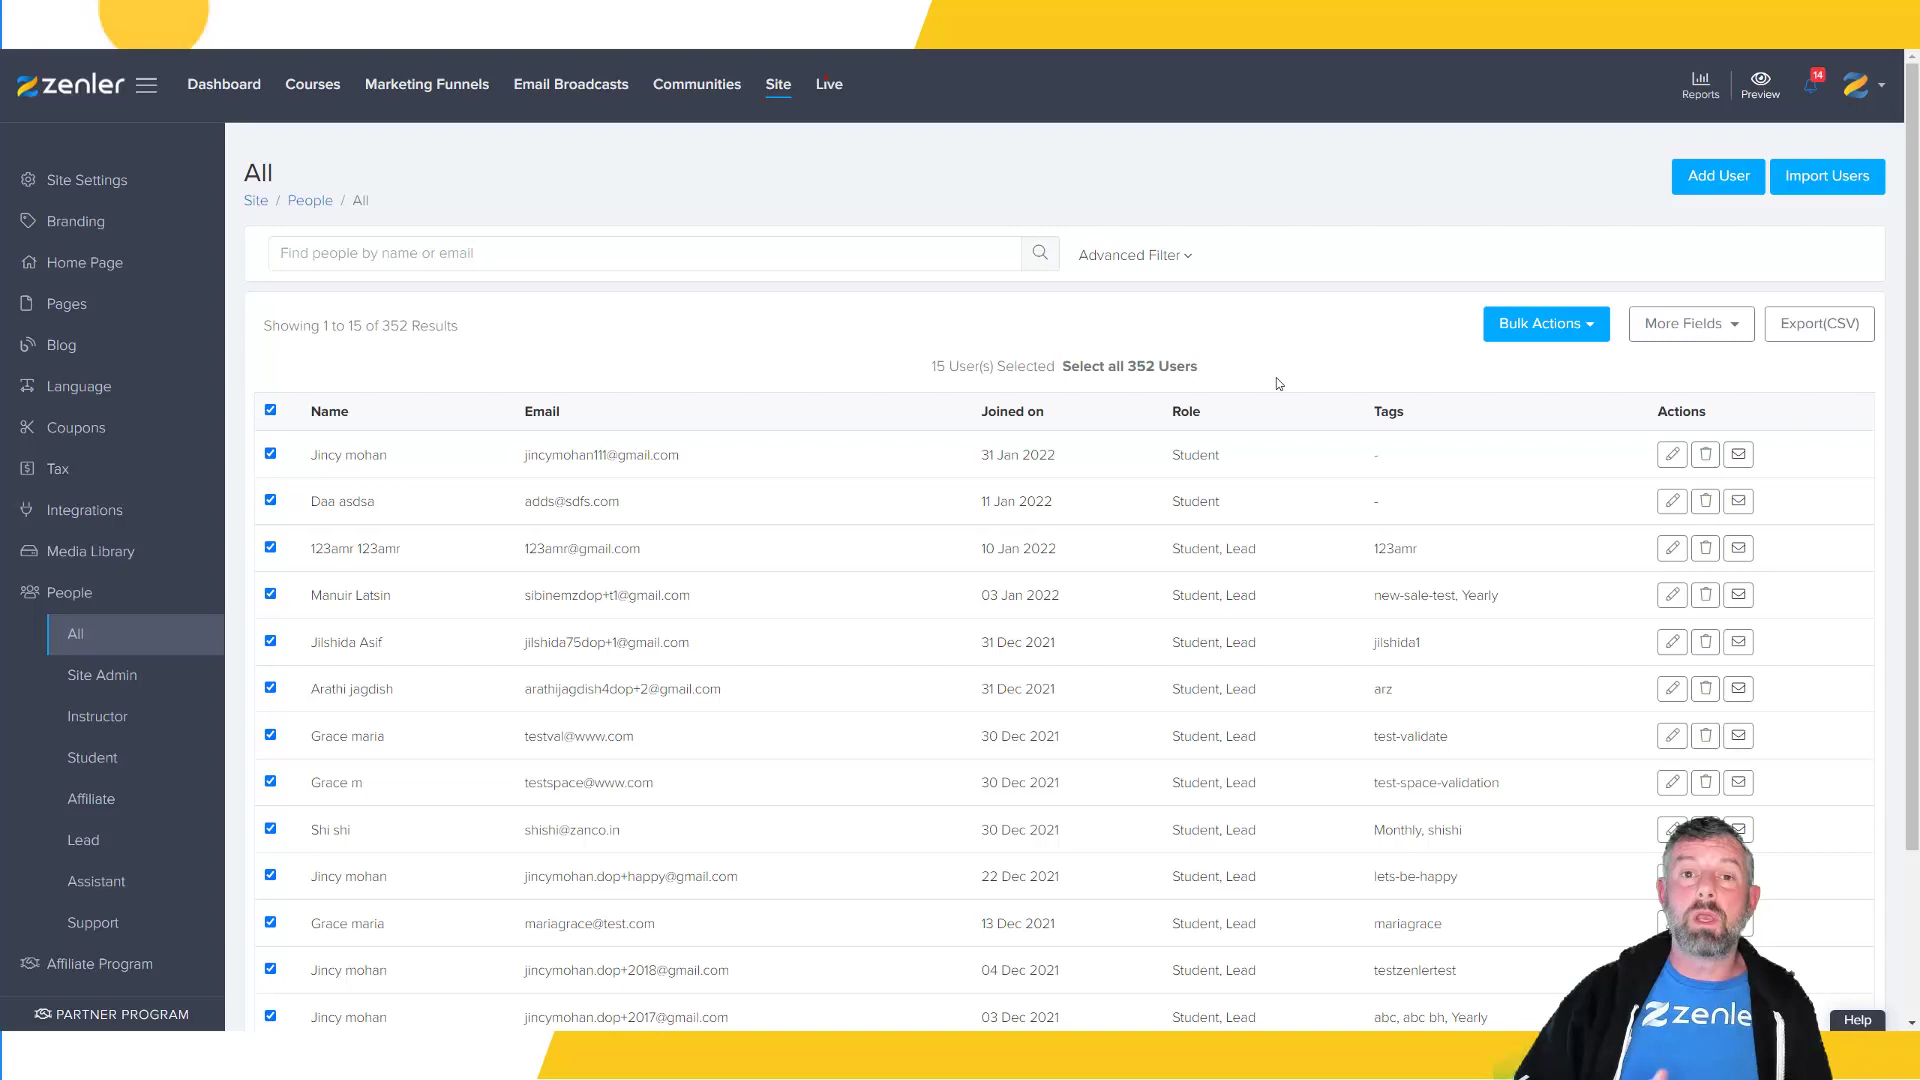 zenler Dashboard Courses Marketing Funnels Email Broadcasts Communities Site Live Reports Preview 14
Site Settings
Branding
Home Page
Pages
Blog
Language
Coupons
Tax
Integrations
Media Library
People
All
Site Admin
Instructor
Student
Affiliate
Lead
Assistant
Support
Affiliate Program
PARTNER PROGRAM
All
Site / People / All
Add User Import Users
Find people by name or email Advanced Filter
Showing 1 to 15 of 352 Results
Bulk Actions More Fields Export(CSV)
15 User(s) Selected Select all 352 Users
Name Email Joined on Role Tags Actions
Jincy mohan jincymohan111@gmail.com 31 Jan 2022 Student -
Daa asdsa adds@sdfs.com 11 Jan 2022 Student -
123amr 123amr 123amr@gmail.com 10 Jan 2022 Student, Lead 123amr
Manuir Latsin sibinemzdop+t1@gmail.com 03 Jan 2022 Student, Lead new-sale-test, Yearly
Jilshida Asif jilshida75dop+1@gmail.com 31 Dec 2021 Student, Lead jilshida1
Arathi jagdish arathijagdish4dop+2@gmail.com 31 Dec 2021 Student, Lead arz
Grace maria testval@www.com 30 Dec 2021 Student, Lead test-validate
Grace m testspace@www.com 30 Dec 2021 Student, Lead test-space-validation
Shi shi shishi@zanco.in 30 Dec 2021 Student, Lead Monthly, shishi
Jincy mohan jincymohan.dop+happy@gmail.com 22 Dec 2021 Student, Lead lets-be-happy
Grace maria mariagrace@test.com 13 Dec 2021 Student, Lead mariagrace
Jincy mohan jincymohan.dop+2018@gmail.com 04 Dec 2021 Student, Lead testzenlertest
Jincy mohan jincymohan.dop+2017@gmail.com 03 Dec 2021 Student, Lead abc, abc bh, Yearly
zenle
Help